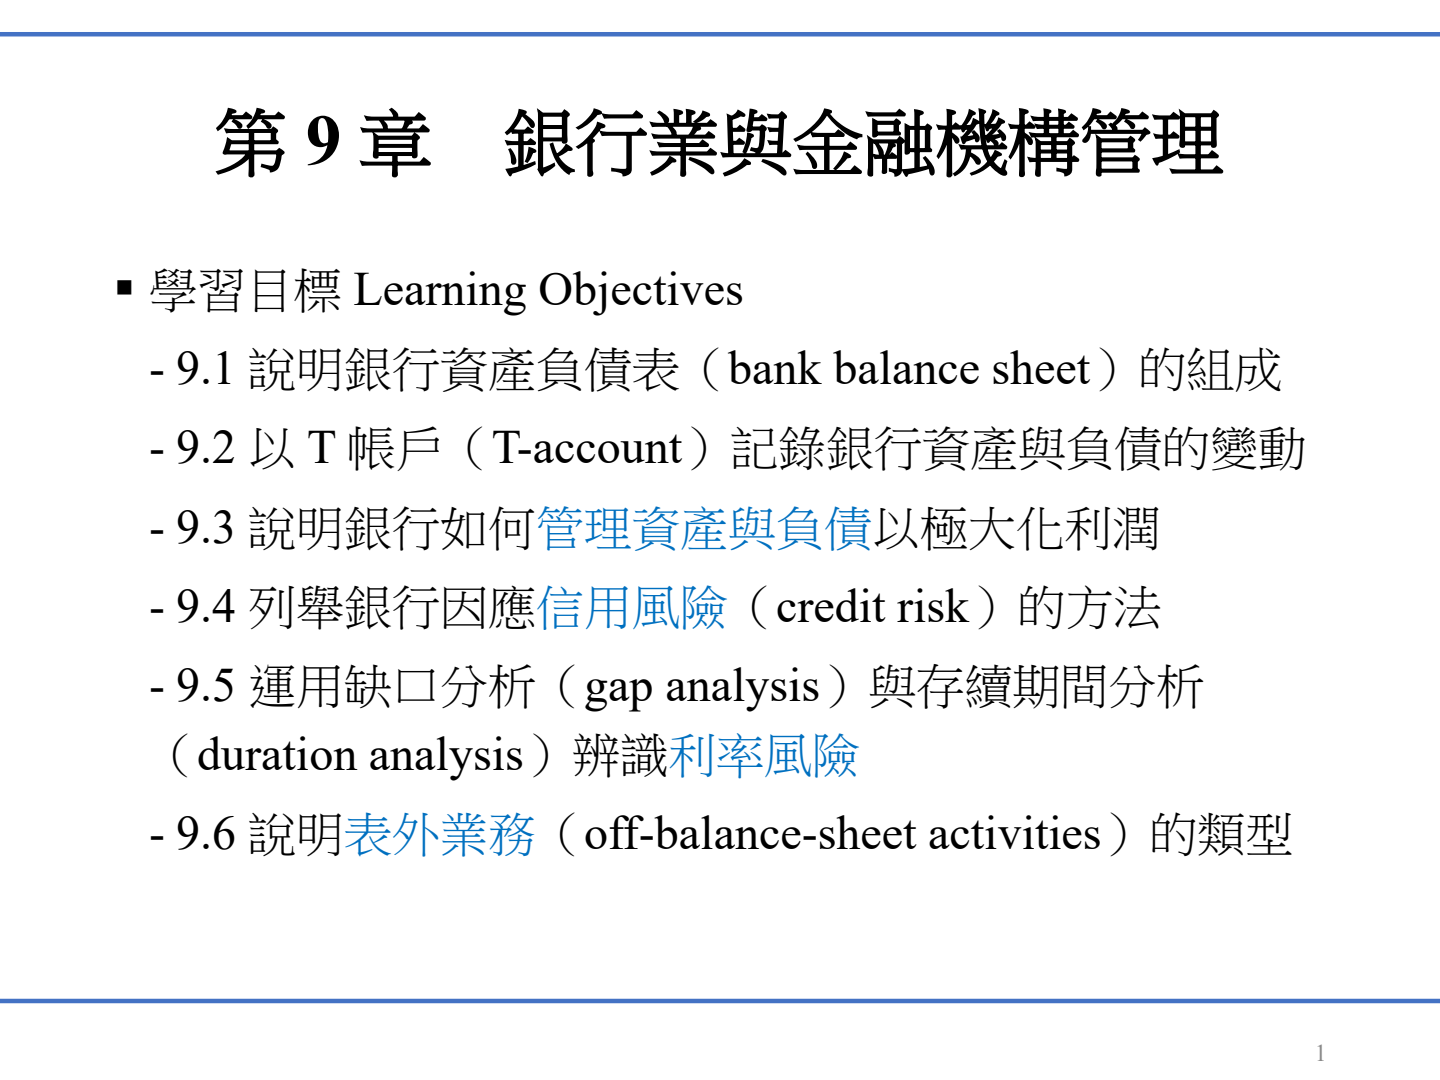 第 9 章　銀行業與金融機構管理
▪ 學習目標 Learning Objectives
- 9.1 說明銀行資產負債表（bank balance sheet）的組成
- 9.2 以 T 帳戶（T-account）記錄銀行資產與負債的變動
- 9.3 說明銀行如何管理資產與負債以極大化利潤
- 9.4 列舉銀行因應信用風險（credit risk）的方法
- 9.5 運用缺口分析（gap analysis）與存續期間分析
（duration analysis）辨識利率風險
- 9.6 說明表外業務（off-balance-sheet activities）的類型
1